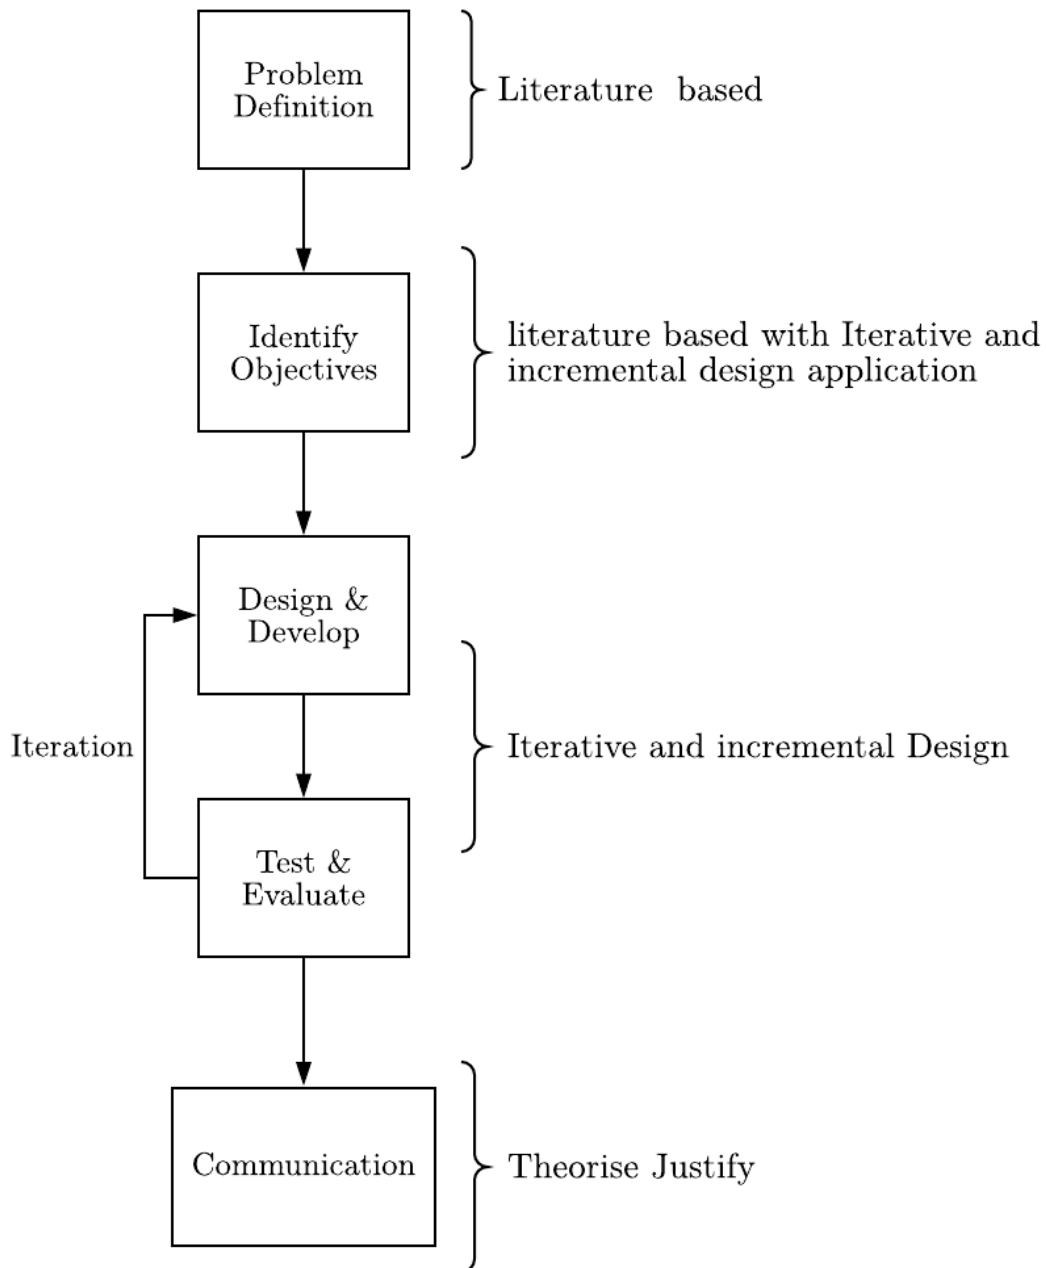 Problem
Definition
Literature based
Identify
Objectives
literature based with Iterative and
incremental design application
Design &
Develop
Iteration
Iterative and incremental Design
Test &
Evaluate
Communication
Theorise Justify